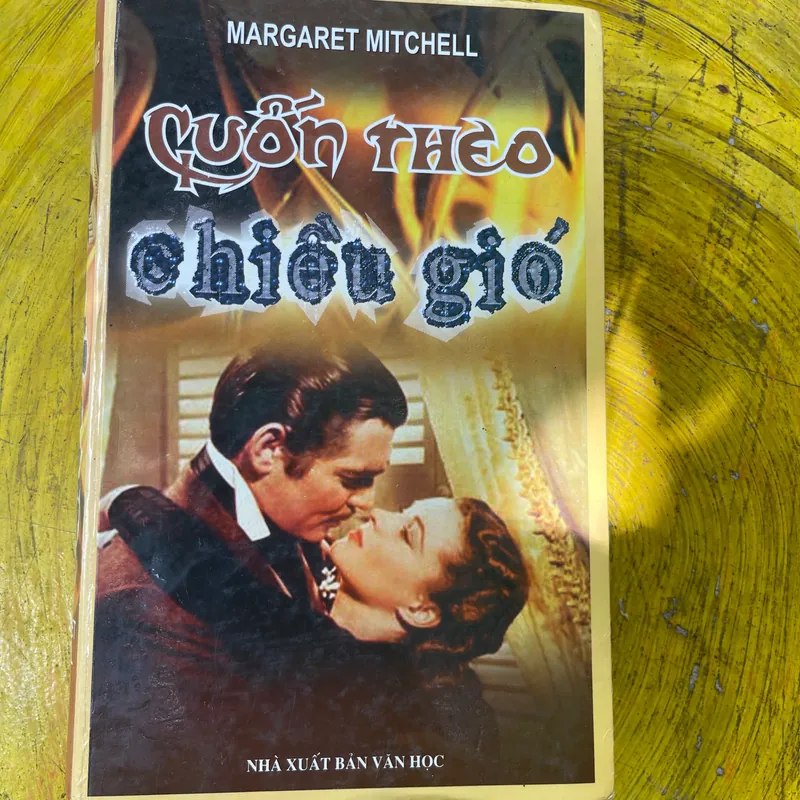 MARGARET MITCHELL
CUỐN THEO
chiều gió
NHÀ XUẤT BẢN VĂN HỌC